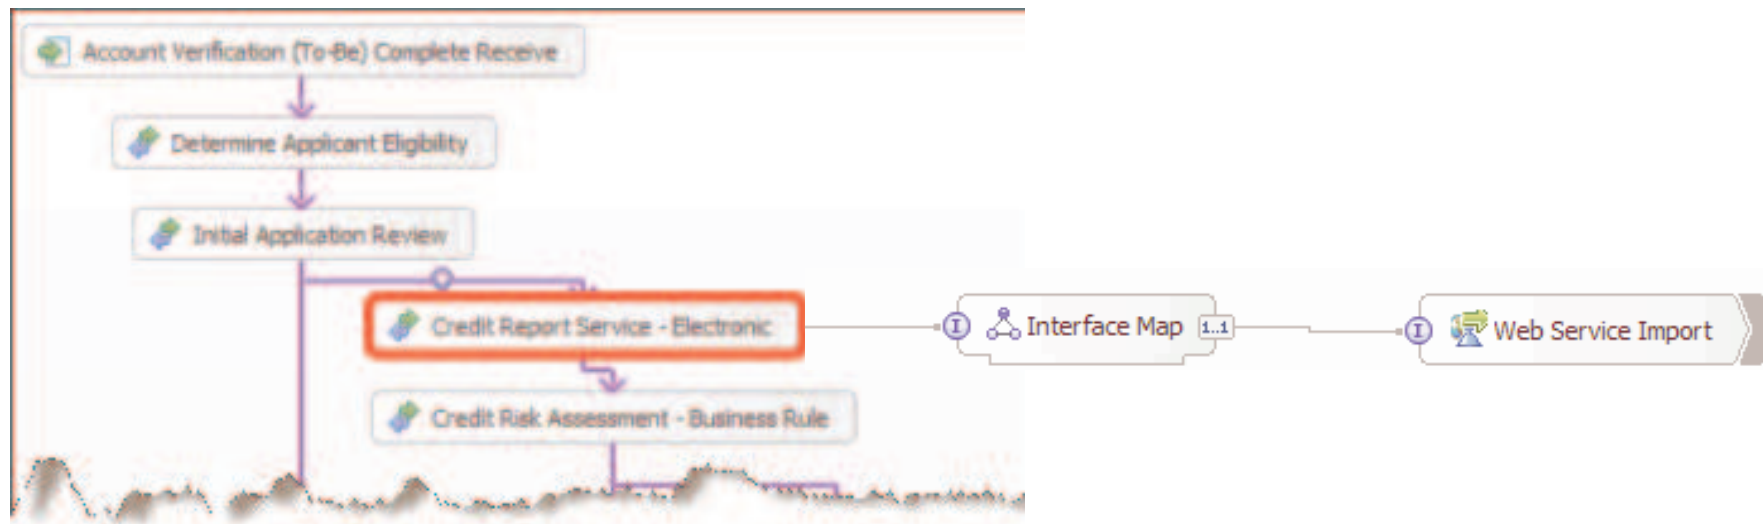 Account Verification (To-Be) Complete Receive
Determine Applicant Eligibility
Initial Application Review
Credit Report Service - Electronic
I Interface Map 1..1
I Web Service Import
Credit Risk Assessment - Business Rule